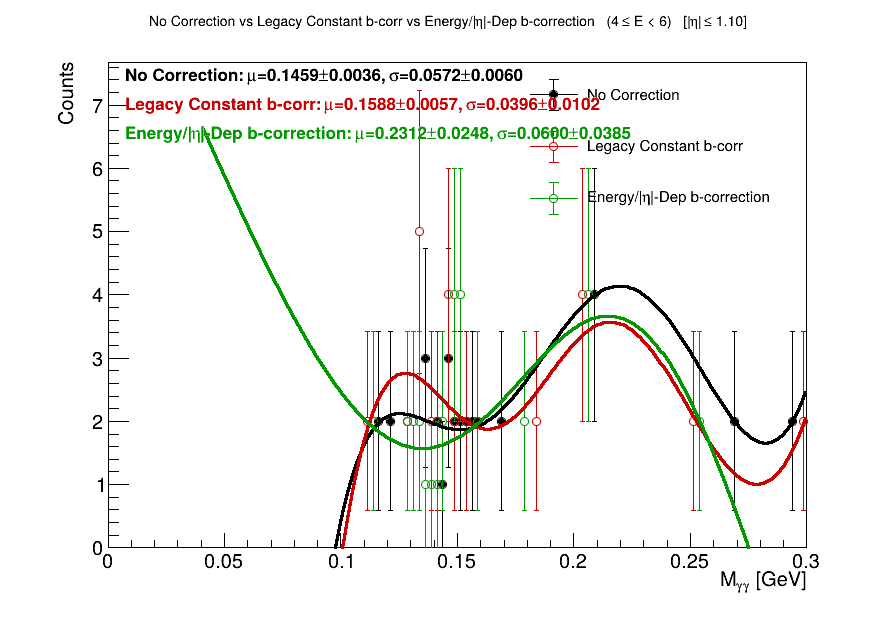 No Correction vs Legacy Constant b-corr vs Energy/|η|-Dep b-correction (4 ≤ E < 6) [|η| ≤ 1.10]
Counts
No Correction: μ=0.1459±0.0036, σ=0.0572±0.0060
Legacy Constant b-corr: μ=0.1588±0.0057, σ=0.0396±0.0102
Energy/|η|-Dep b-correction: μ=0.2312±0.0248, σ=0.0600±0.0385
No Correction
Legacy Constant b-corr
Energy/|η|-Dep b-correction
7
6
5
4
3
2
1
0
0 0.05 0.1 0.15 0.2 0.25 0.3
M_γγ [GeV]